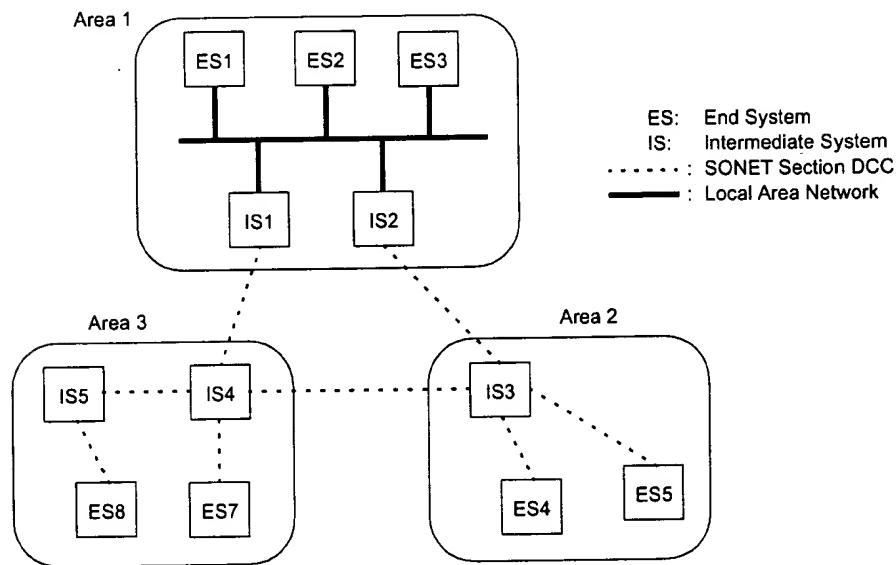 Area 1
ES1 ES2 ES3
ES: End System
IS: Intermediate System
: SONET Section DCC
: Local Area Network
IS1 IS2
Area 3
Area 2
IS5 IS4 IS3
ES8 ES7 ES4 ES5